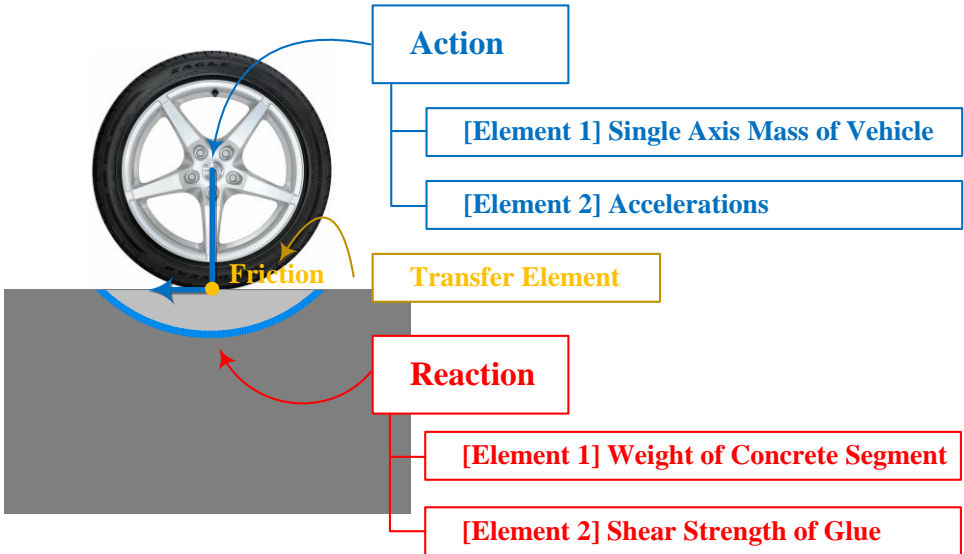 Action
EAGLE
[Element 1] Single Axis Mass of Vehicle
[Element 2] Accelerations
Friction
Transfer Element
Reaction
[Element 1] Weight of Concrete Segment
[Element 2] Shear Strength of Glue